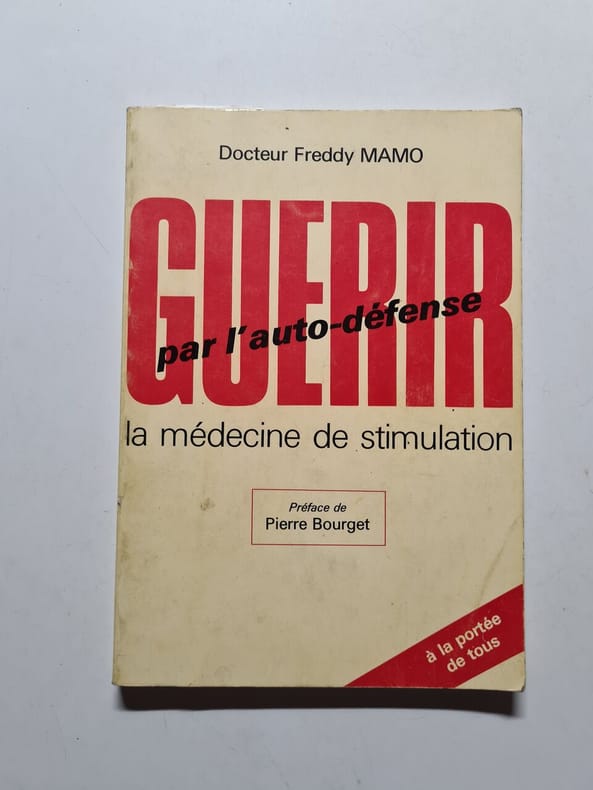 Docteur Freddy MAMO
GUERIR
par l'auto-défense
la médecine de stimulation
Préface de
Pierre Bourget
à la portée
de tous